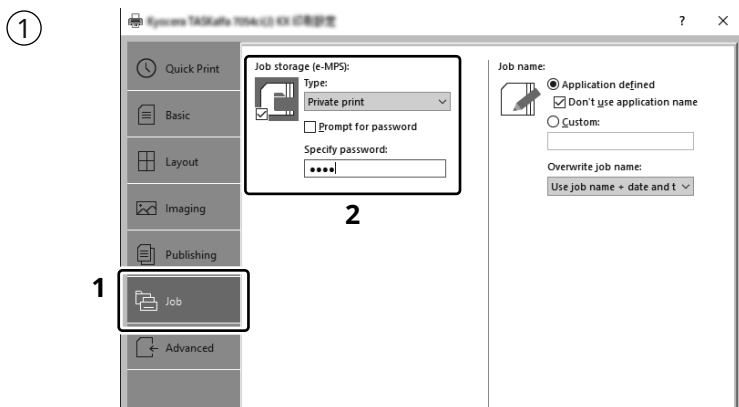 1
?
Quick Print
Basic
Layout
Imaging
Publishing
1
Job
Advanced
Job storage (e-MPS):
Type:
Private print
Prompt for password
Specify password:
••••
2
Job name:
Application defined
Don't use application name
Custom:
Overwrite job name:
Use job name + date and t